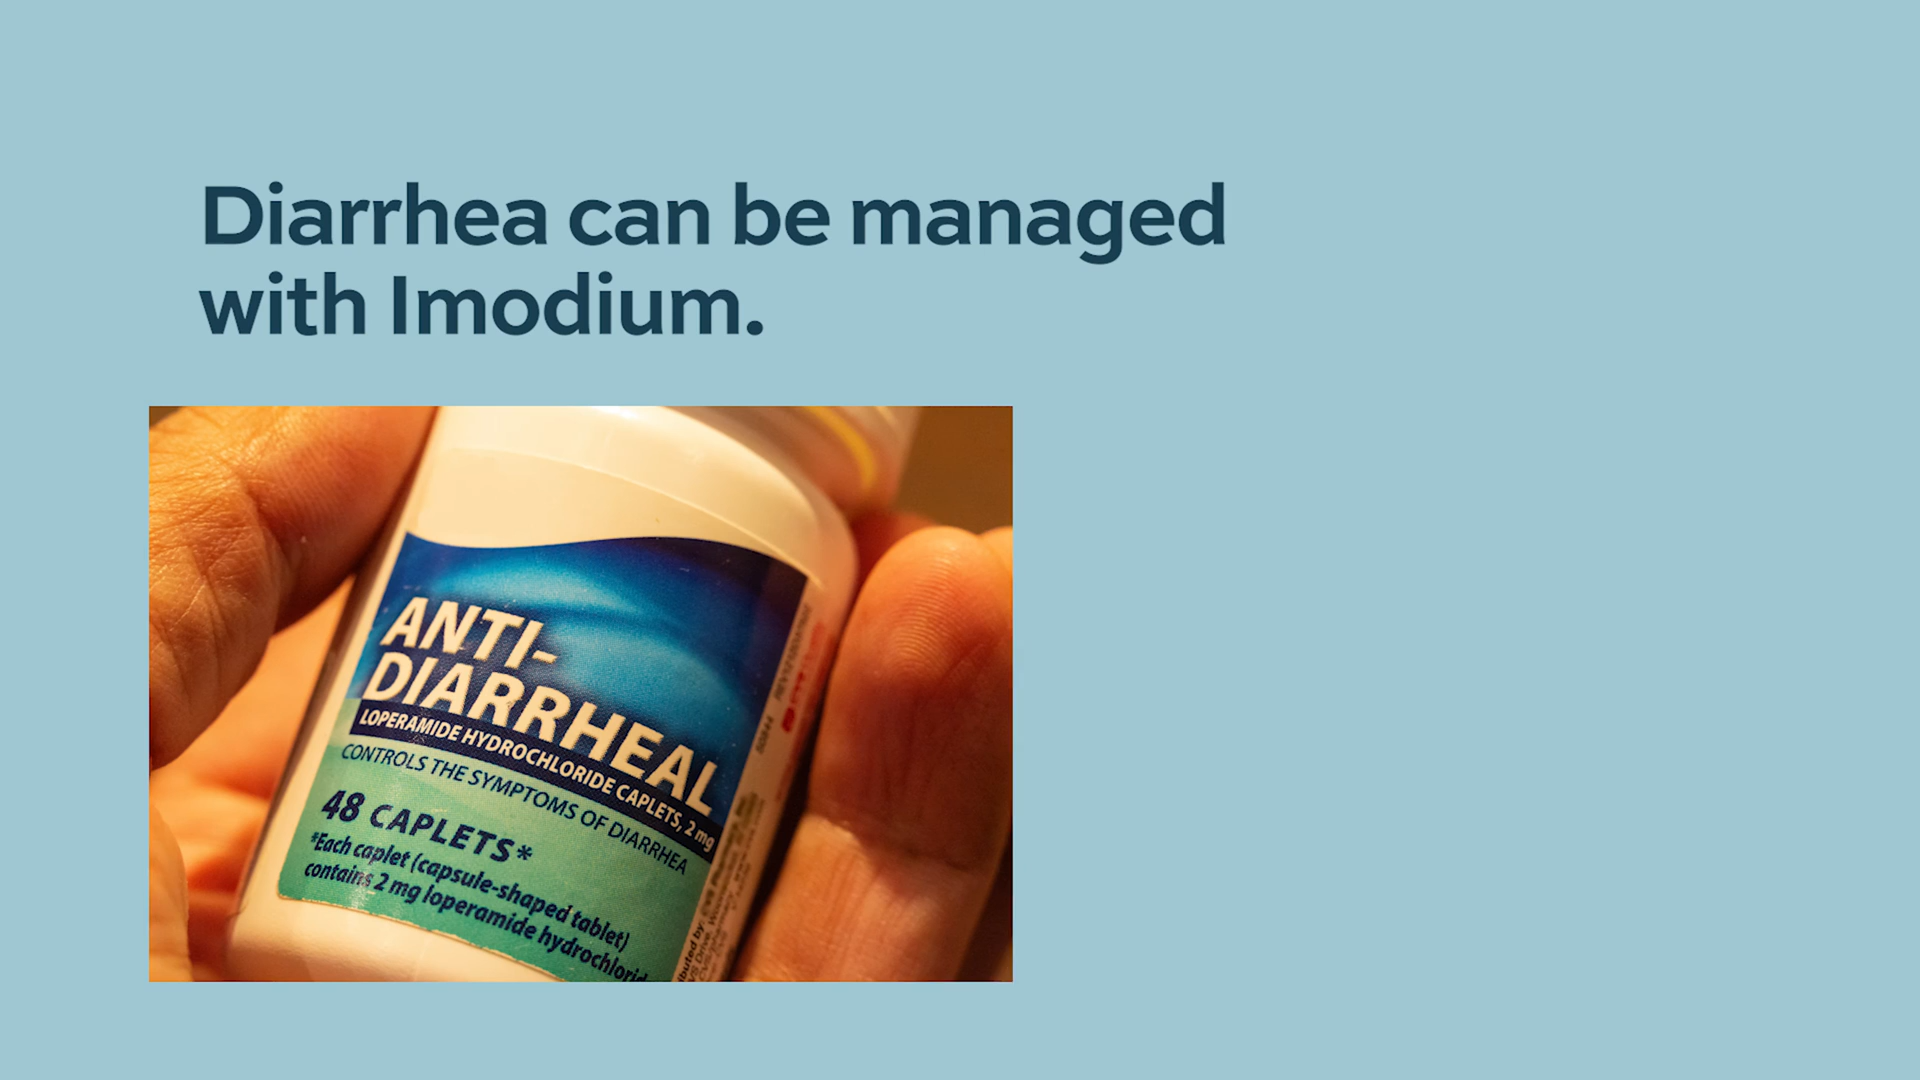 Diarrhea can be managed
with Imodium.
ANTI-
DIARRHEAL
LOPERAMIDE HYDROCHLORIDE CAPLETS, 2 mg
CONTROLS THE SYMPTOMS OF DIARRHEA
48 CAPLETS*
*Each caplet (capsule-shaped tablet)
contains 2 mg loperamide hydrochlorid